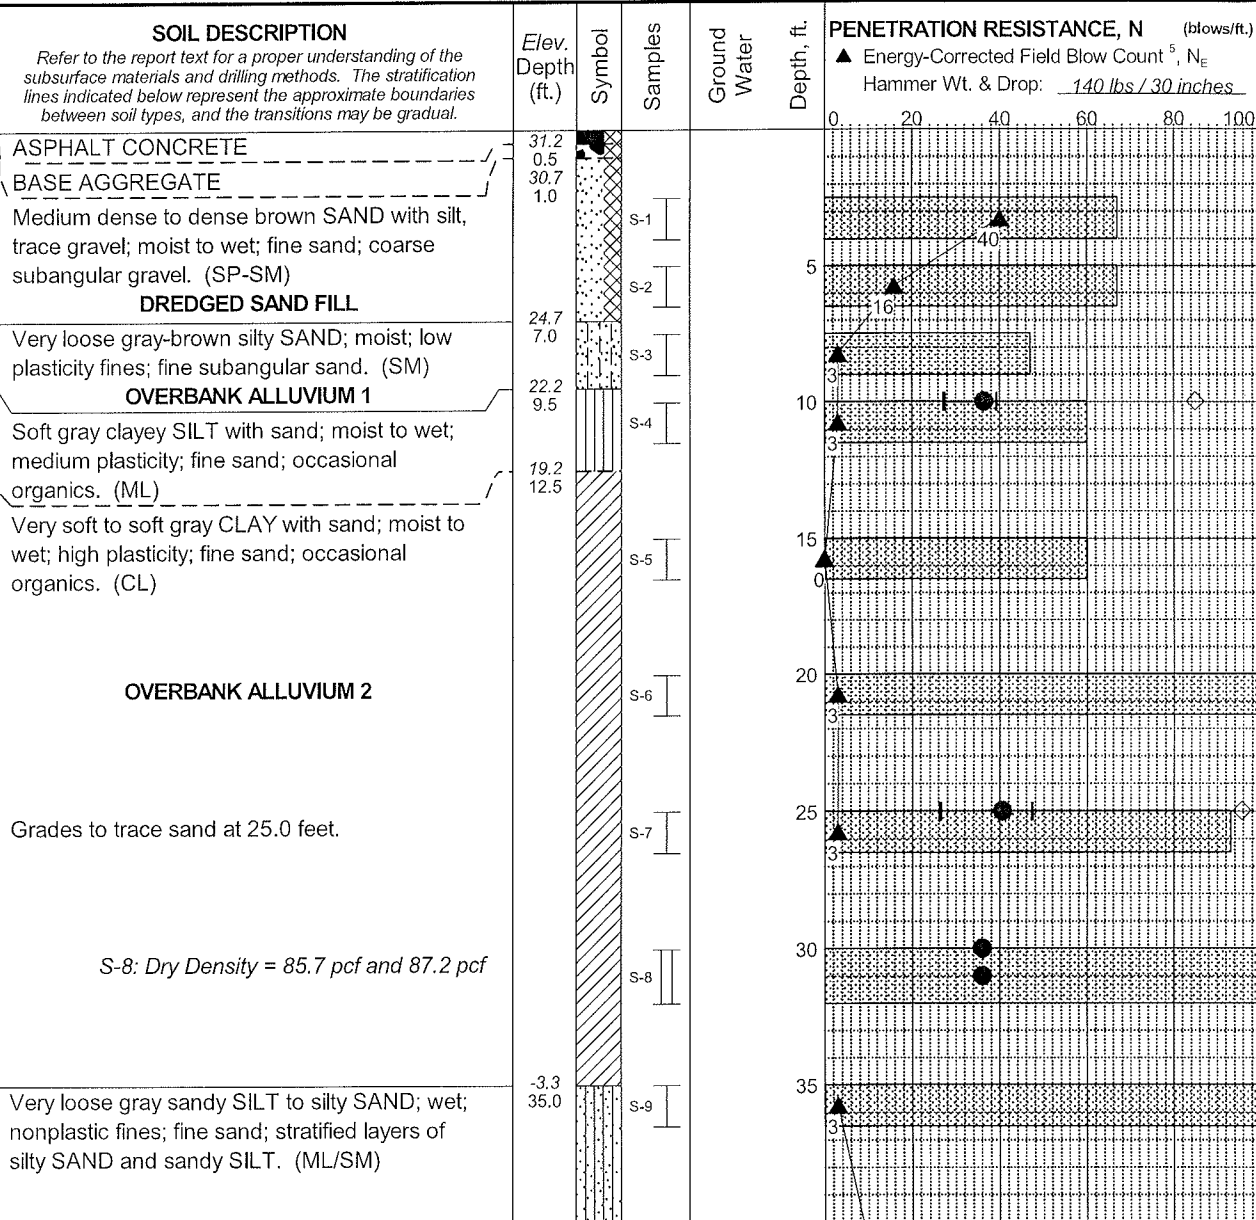 SOIL DESCRIPTION
Refer to the report text for a proper understanding of the
subsurface materials and drilling methods. The stratification
lines indicated below represent the approximate boundaries
between soil types, and the transitions may be gradual.
Elev.
Depth
(ft.)
Symbol
Samples
Ground
Water
Depth, ft.
PENETRATION RESISTANCE, N (blows/ft.)
▲ Energy-Corrected Field Blow Count 5, NE
Hammer Wt. & Drop: 140 lbs / 30 inches
0 20 40 60 80 100
ASPHALT CONCRETE
31.2
0.5
BASE AGGREGATE
30.7
1.0
Medium dense to dense brown SAND with silt,
trace gravel; moist to wet; fine sand; coarse
subangular gravel. (SP-SM)
DREDGED SAND FILL
S-1
40
S-2
5
16
24.7
7.0
Very loose gray-brown silty SAND; moist; low
plasticity fines; fine subangular sand. (SM)
OVERBANK ALLUVIUM 1
S-3
3
22.2
9.5
Soft gray clayey SILT with sand; moist to wet;
medium plasticity; fine sand; occasional
organics. (ML)
S-4
10
3
19.2
12.5
Very soft to soft gray CLAY with sand; moist to
wet; high plasticity; fine sand; occasional
organics. (CL)
S-5
15
0
OVERBANK ALLUVIUM 2
S-6
20
3
Grades to trace sand at 25.0 feet.
S-7
25
3
S-8: Dry Density = 85.7 pcf and 87.2 pcf
S-8
30
-3.3
35.0
Very loose gray sandy SILT to silty SAND; wet;
nonplastic fines; fine sand; stratified layers of
silty SAND and sandy SILT. (ML/SM)
S-9
35
3